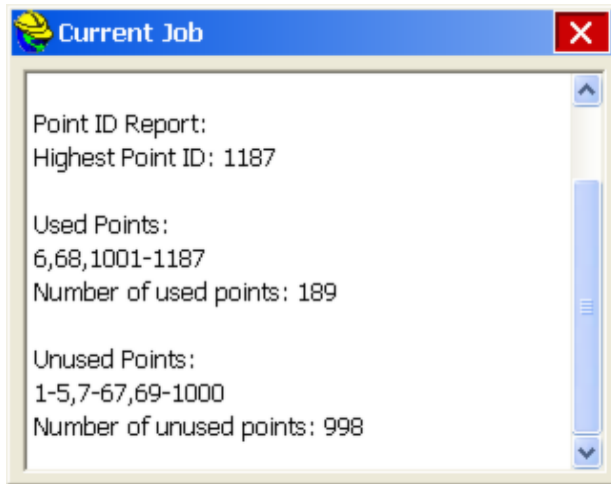 Current Job
Point ID Report:
Highest Point ID: 1187
Used Points:
6,68,1001-1187
Number of used points: 189
Unused Points:
1-5,7-67,69-1000
Number of unused points: 998